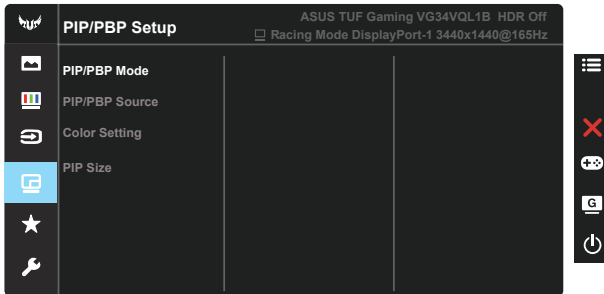 PIP/PBP Setup
ASUS TUF Gaming VG34VQL1B HDR Off
Racing Mode DisplayPort-1 3440x1440@165Hz
PIP/PBP Mode
PIP/PBP Source
Color Setting
PIP Size
G